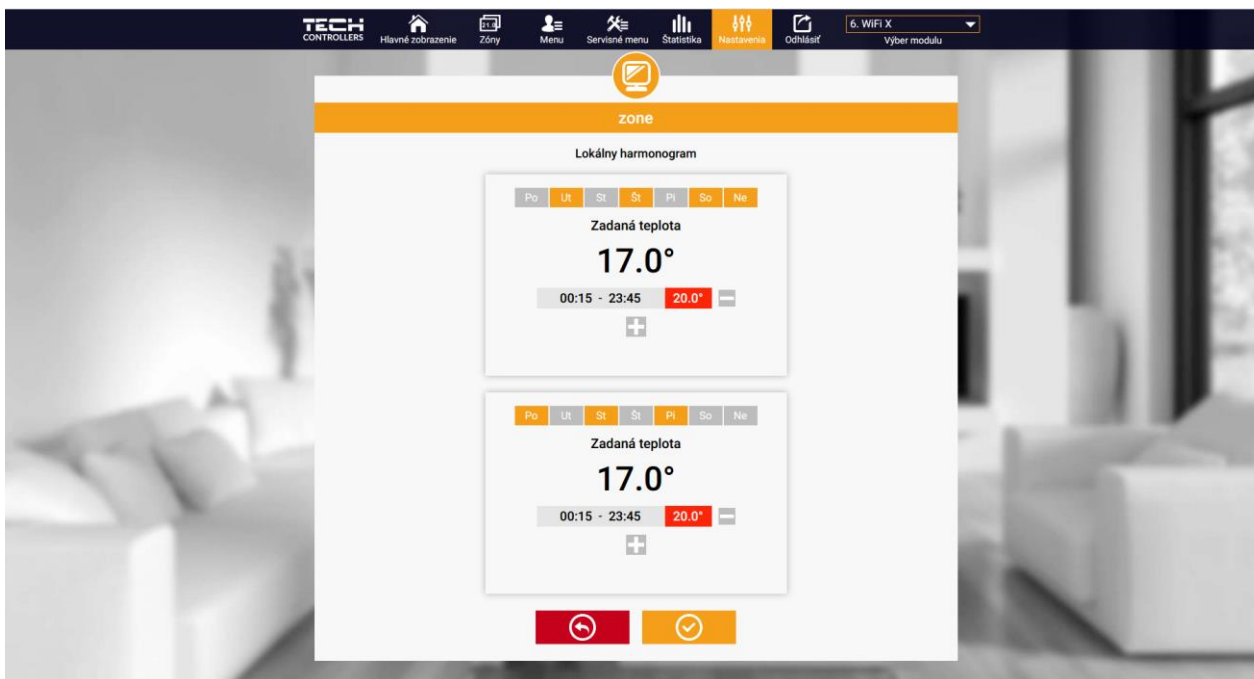 TECH
CONTROLLERS
Hlavné zobrazenie
21.0
Zóny
Menu
Servisné menu
Štatistika
Nastavenia
Odhlásiť
6. WiFI X
Výber modulu
zone
Lokálny harmonogram
Po Ut St Št Pi So Ne
Zadaná teplota
17.0°
00:15 - 23:45 20.0°
Po Ut St Št Pi So Ne
Zadaná teplota
17.0°
00:15 - 23:45 20.0°